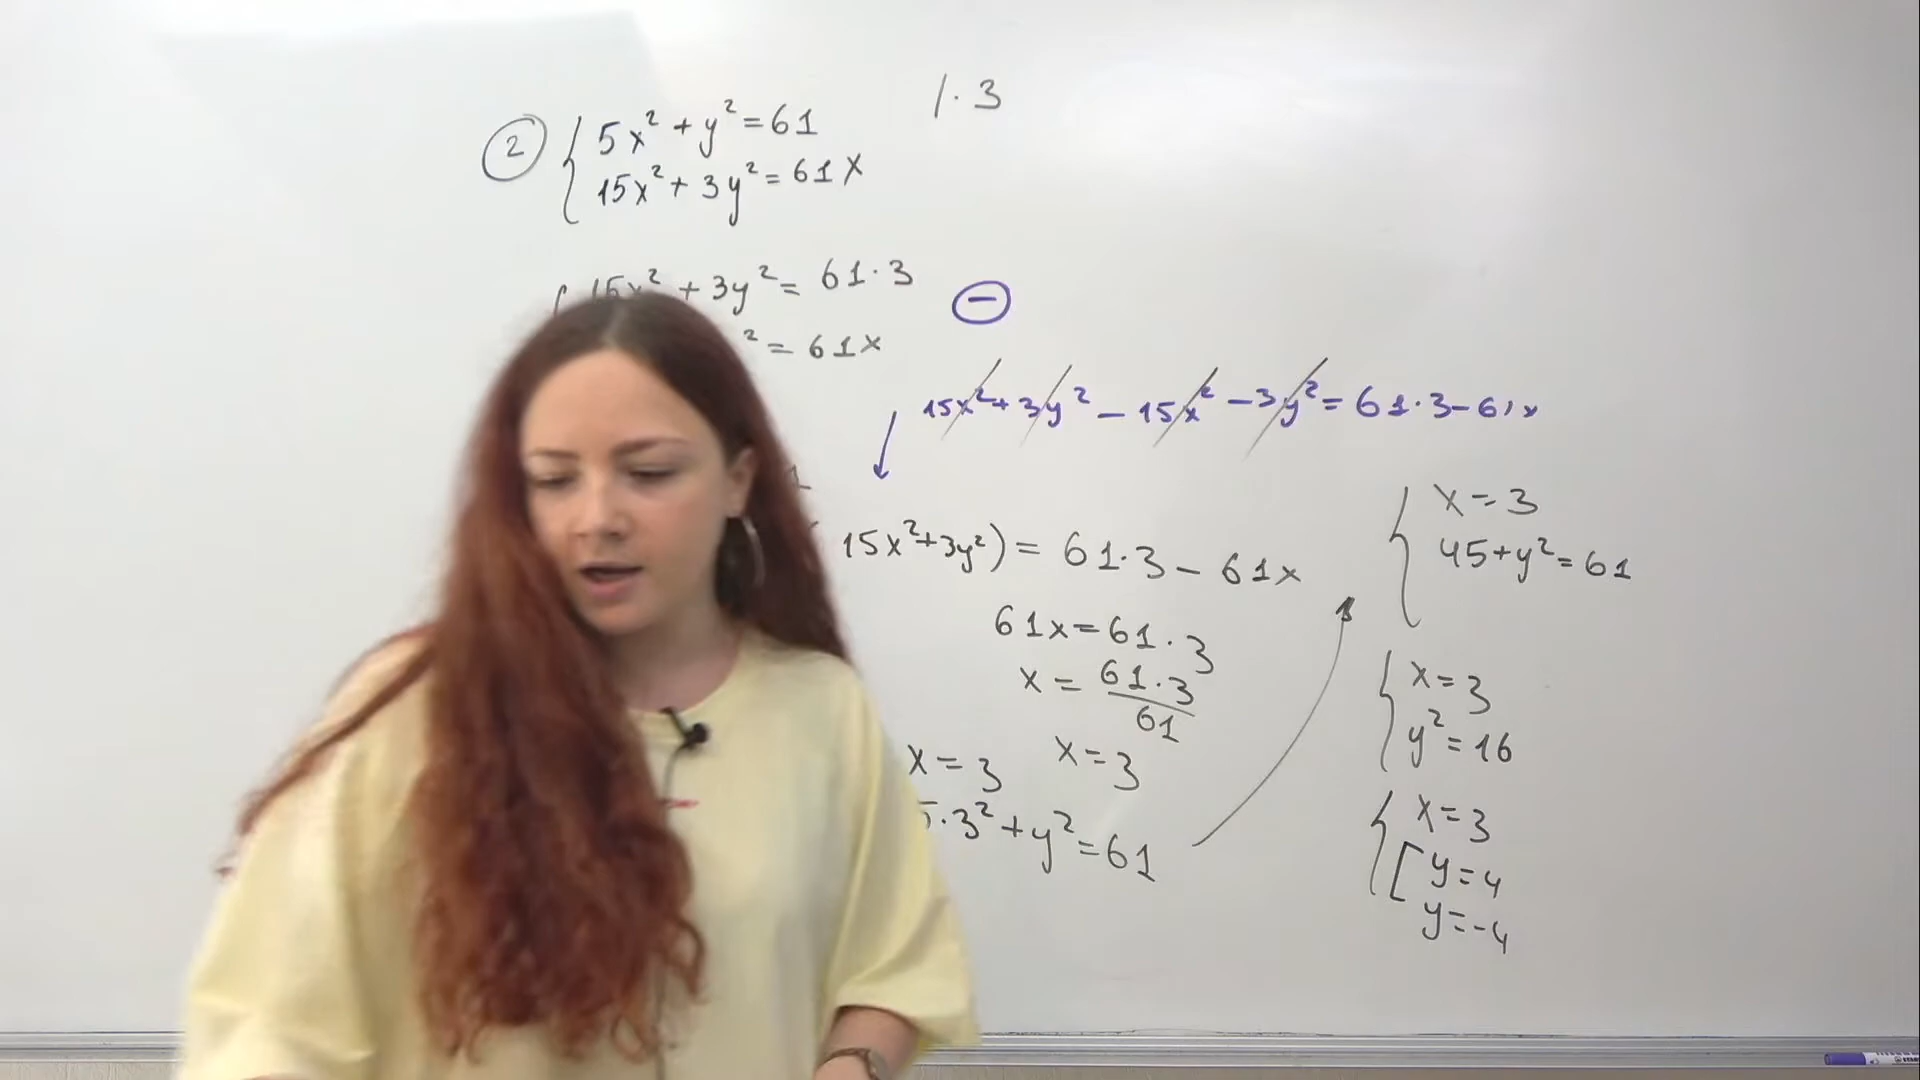 /·3
② { 5x² + y² = 61
15x² + 3y² = 61x
15x² + 3y² = 61·3
² = 61x
⊖
15x² + 3y² - 15x² - 3y² = 61·3 - 61x
↓
15x² + 3y²) = 61·3 - 61x
61x = 61·3
x = 61·3/61
x = 3
x = 3
5·3² + y² = 61
{ x = 3
45 + y² = 61
{ x = 3
y² = 16
{ x = 3
[ y = 4
y = -4